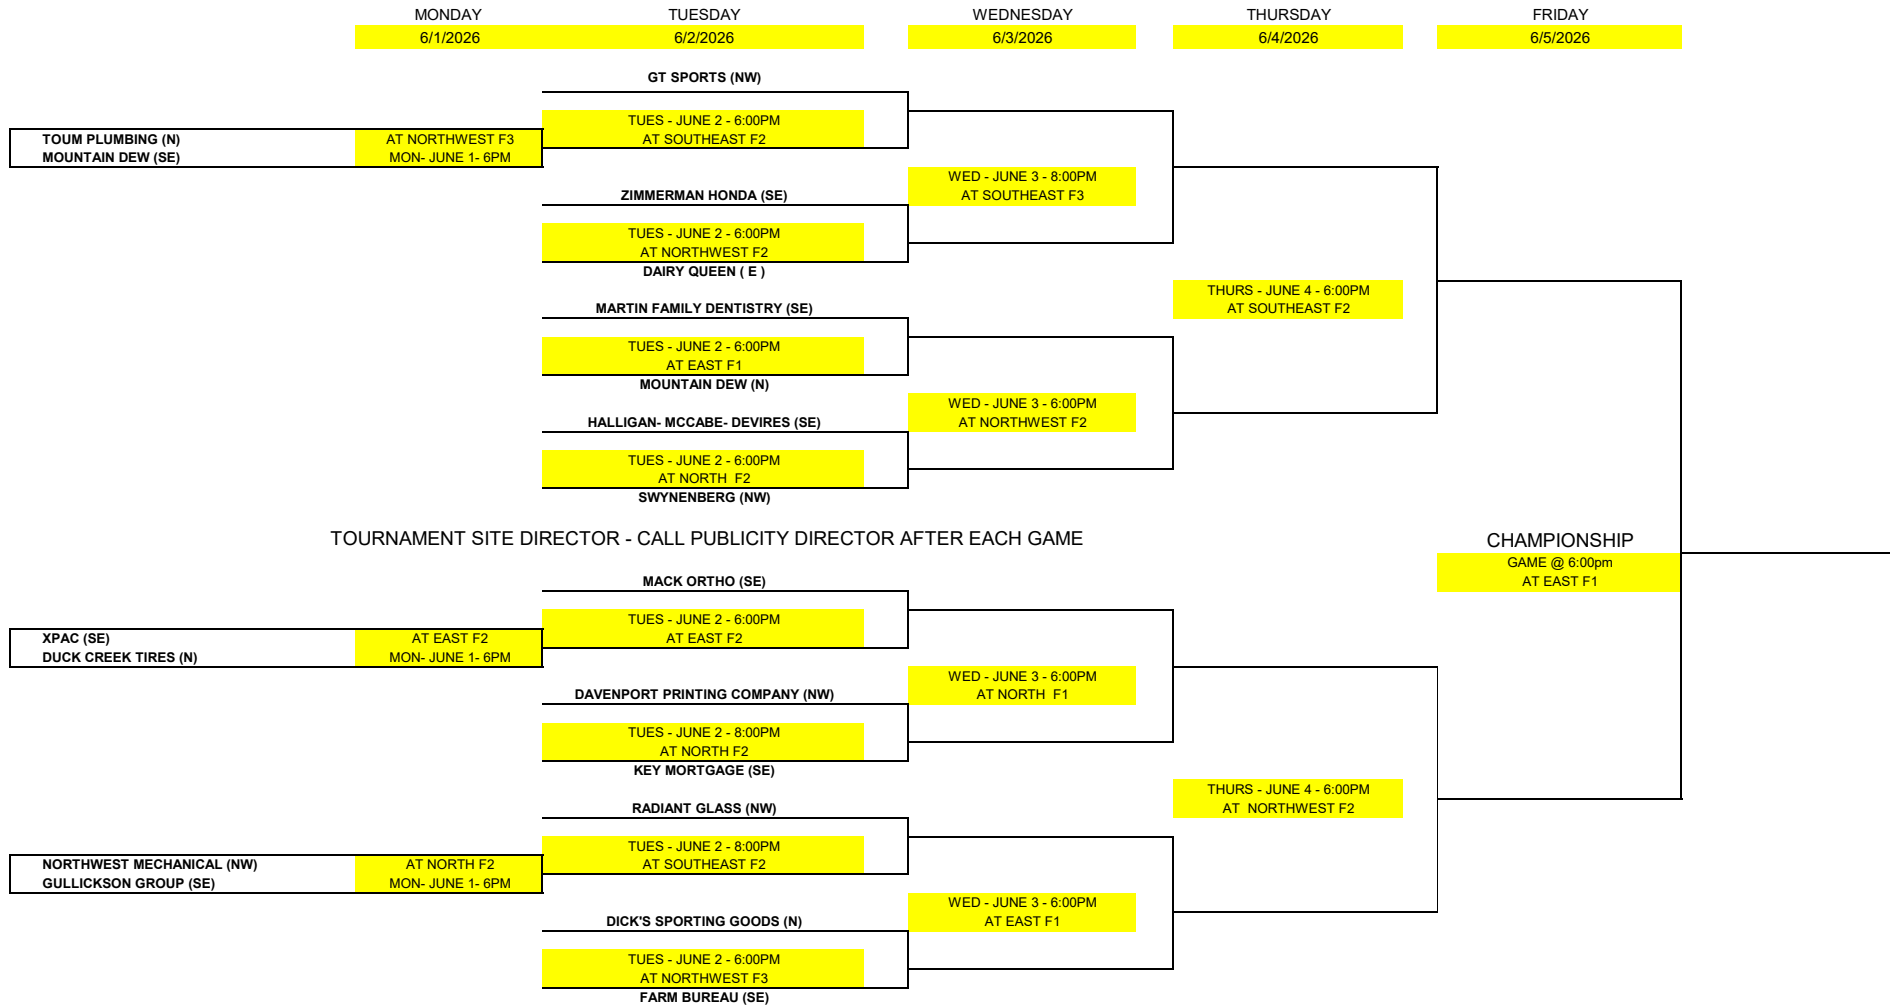 MONDAY
TUESDAY
WEDNESDAY
THURSDAY
FRIDAY
6/1/2026
6/2/2026
6/3/2026
6/4/2026
6/5/2026
GT SPORTS (NW)
TUES - JUNE 2 - 6:00PM
AT SOUTHEAST F2
TOUM PLUMBING (N)
AT NORTHWEST F3
MOUNTAIN DEW (SE)
MON- JUNE 1- 6PM
WED - JUNE 3 - 8:00PM
AT SOUTHEAST F3
ZIMMERMAN HONDA (SE)
TUES - JUNE 2 - 6:00PM
AT NORTHWEST F2
DAIRY QUEEN ( E )
THURS - JUNE 4 - 6:00PM
AT SOUTHEAST F2
MARTIN FAMILY DENTISTRY (SE)
TUES - JUNE 2 - 6:00PM
AT EAST F1
MOUNTAIN DEW (N)
WED - JUNE 3 - 6:00PM
AT NORTHWEST F2
HALLIGAN- MCCABE- DEVIRES (SE)
TUES - JUNE 2 - 6:00PM
AT NORTH F2
SWYNENBERG (NW)
TOURNAMENT SITE DIRECTOR - CALL PUBLICITY DIRECTOR AFTER EACH GAME
CHAMPIONSHIP
GAME @ 6:00pm
AT EAST F1
MACK ORTHO (SE)
TUES - JUNE 2 - 6:00PM
AT EAST F2
XPAC (SE)
AT EAST F2
DUCK CREEK TIRES (N)
MON- JUNE 1- 6PM
WED - JUNE 3 - 6:00PM
AT NORTH F1
DAVENPORT PRINTING COMPANY (NW)
TUES - JUNE 2 - 8:00PM
AT NORTH F2
KEY MORTGAGE (SE)
THURS - JUNE 4 - 6:00PM
AT NORTHWEST F2
RADIANT GLASS (NW)
TUES - JUNE 2 - 8:00PM
AT SOUTHEAST F2
NORTHWEST MECHANICAL (NW)
AT NORTH F2
GULLICKSON GROUP (SE)
MON- JUNE 1- 6PM
WED - JUNE 3 - 6:00PM
AT EAST F1
DICK'S SPORTING GOODS (N)
TUES - JUNE 2 - 6:00PM
AT NORTHWEST F3
FARM BUREAU (SE)